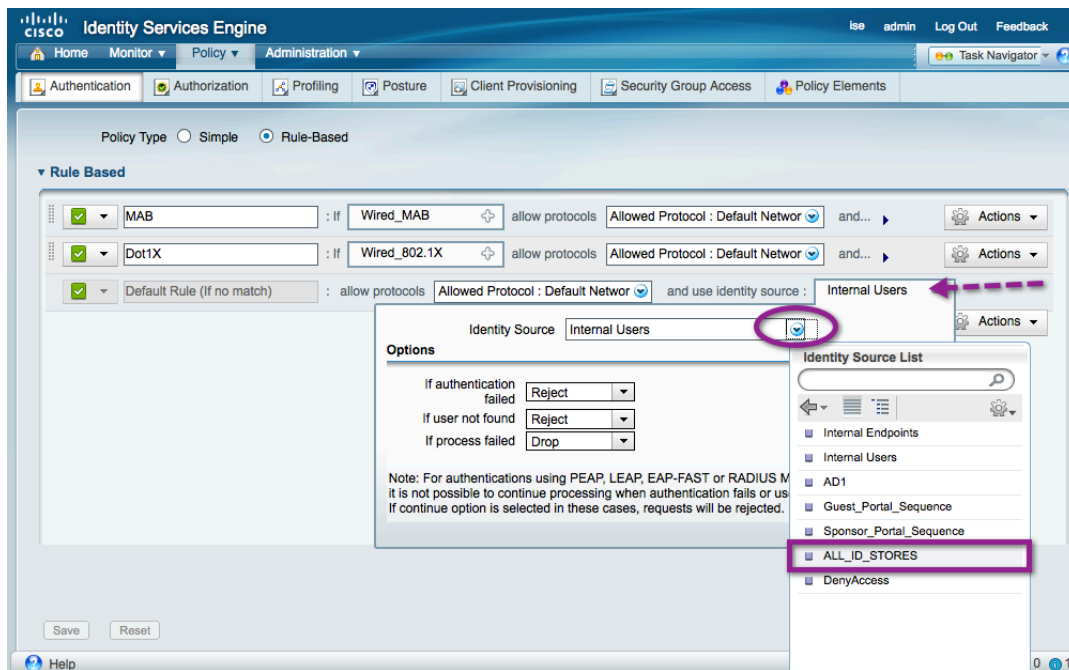 CISCO Identity Services Engine ise admin Log Out Feedback
Home Monitor Policy Administration Task Navigator
Authentication Authorization Profiling Posture Client Provisioning Security Group Access Policy Elements
Policy Type Simple Rule-Based
Rule Based
MAB : If Wired_MAB allow protocols Allowed Protocol : Default Networ and... Actions
Dot1X : If Wired_802.1X allow protocols Allowed Protocol : Default Networ and... Actions
Default Rule (If no match) : allow protocols Allowed Protocol : Default Networ and use identity source : Internal Users
Actions
Identity Source Internal Users
Options
If authentication failed Reject
If user not found Reject
If process failed Drop
Note: For authentications using PEAP, LEAP, EAP-FAST or RADIUS M
it is not possible to continue processing when authentication fails or us
If continue option is selected in these cases, requests will be rejected.
Identity Source List
Internal Endpoints
Internal Users
AD1
Guest_Portal_Sequence
Sponsor_Portal_Sequence
ALL_ID_STORES
DenyAccess
Save Reset
Help 0 1